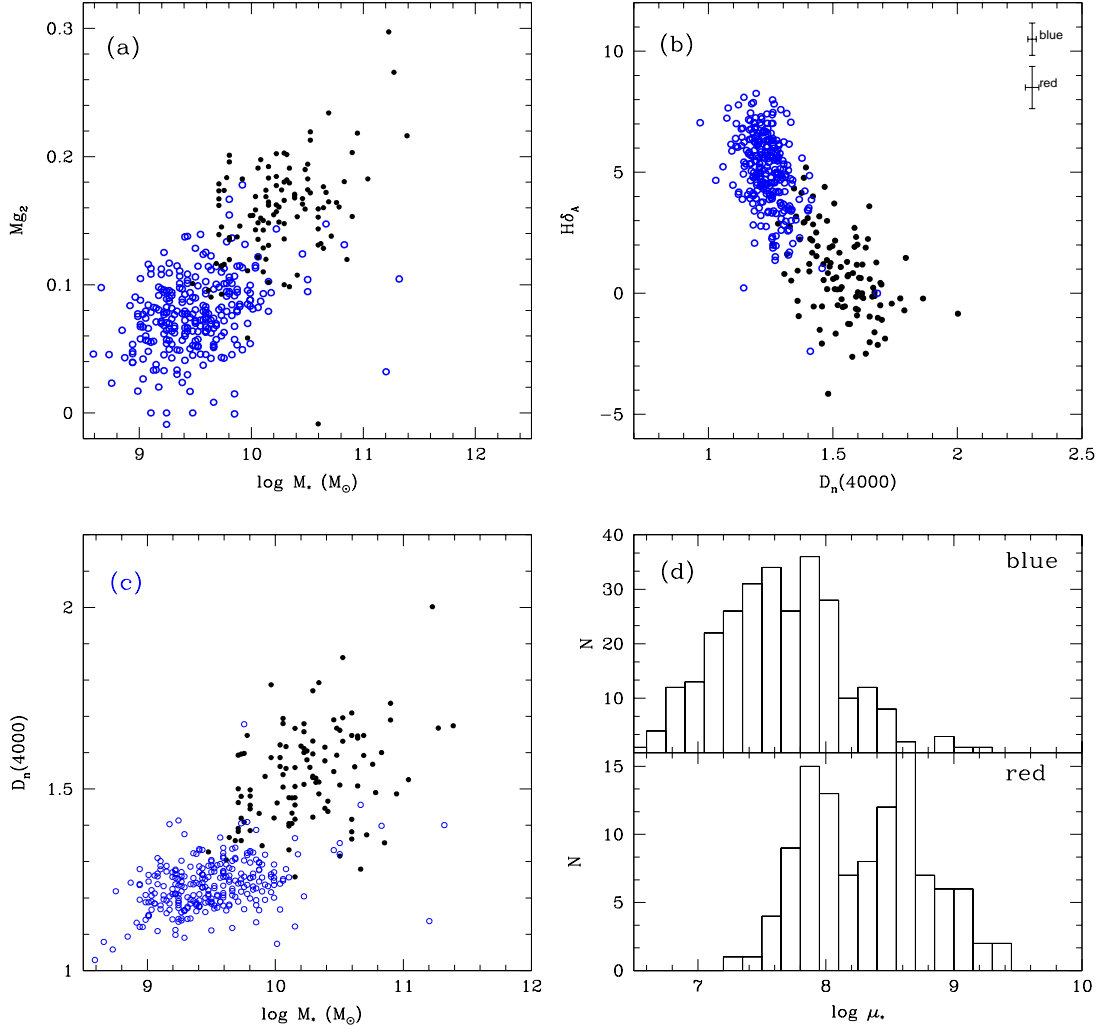 (a)
Mg₂
0.3
0.2
0.1
0
9
10
11
12
log M* (M⊙)
(b)
blue
red
HδA
10
5
0
−5
1
1.5
2
2.5
Dn(4000)
(c)
Dn(4000)
2
1.5
1
9
10
11
12
log M* (M⊙)
(d)
blue
N
40
30
20
10
red
N
15
10
5
0
7
8
9
10
log μ*